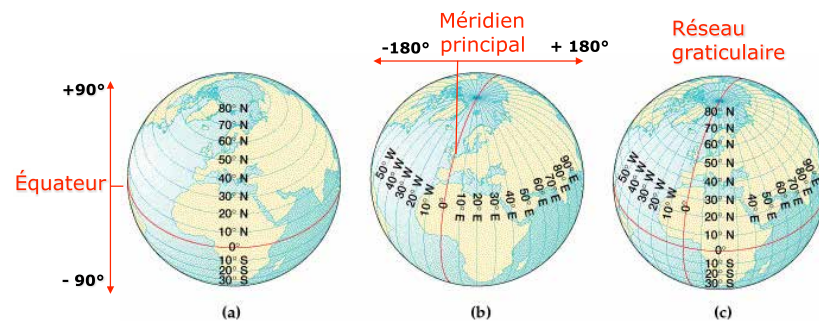 Méridien
principal
-180°
+ 180°
Réseau
graticulaire
+90°
Équateur
- 90°
80° N
70° N
60° N
50° N
40° N
30° N
20° N
10° N
0°
10° S
20° S
30° S
(a)
50° W
40° W
30° W
20° W
10° W
0°
10° E
20° E
30° E
40° E
50° E
60° E
70° E
80° E
90° E
(b)
80° N
70° N
60° N
50° N
40° N
30° N
20° N
10° N
0°
10° S
20° S
30° S
50° W
40° W
30° W
20° W
10° W
0°
40° E
50° E
60° E
70° E
80° E
90° E
(c)